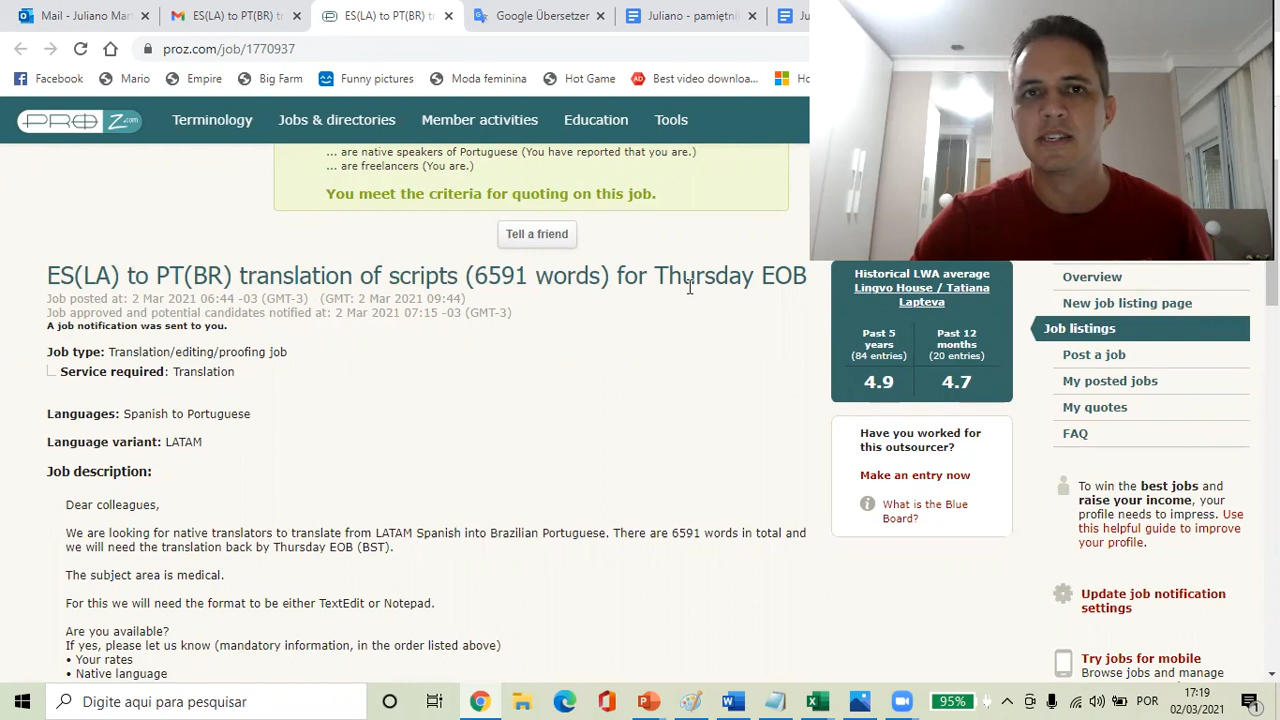 Mail - Juliano Mar
(LA) to PT(BR) tr
ES(LA) to PT(BR) tr
Google Übersetzer
Juliano - pamiętni
Ju
proz.com/job/1770937
Facebook
Mario
Empire
Big Farm
Funny pictures
Moda feminina
Hot Game
Best video downloa...
PROZ.com
Terminology
Jobs & directories
Member activities
Education
Tools
... are native speakers of Portuguese (You have reported that you are.)
... are freelancers (You are.)
You meet the criteria for quoting on this job.
Tell a friend
ES(LA) to PT(BR) translation of scripts (6591 words) for Thursday EOB
Job posted at: 2 Mar 2021 06:44 -03 (GMT-3) (GMT: 2 Mar 2021 09:44)
Job approved and potential candidates notified at: 2 Mar 2021 07:15 -03 (GMT-3)
A job notification was sent to you.
Job type: Translation/editing/proofing job
Service required: Translation
Languages: Spanish to Portuguese
Language variant: LATAM
Job description:
Dear colleagues,
We are looking for native translators to translate from LATAM Spanish into Brazilian Portuguese. There are 6591 words in total and
we will need the translation back by Thursday EOB (BST).
The subject area is medical.
For this we will need the format to be either TextEdit or Notepad.
Are you available?
If yes, please let us know (mandatory information, in the order listed above)
• Your rates
• Native language
Historical LWA average
Lingvo House / Tatiana
Lapteva
Past 5
years
(84 entries)
4.9
Past 12
months
(20 entries)
4.7
Have you worked for
this outsourcer?
Make an entry now
What is the Blue
Board?
Overview
New job listing page
Job listings
Post a job
My posted jobs
My quotes
FAQ
To win the best jobs and
raise your income, your
profile needs to impress. Use
this helpful guide to improve
your profile.
Update job notification
settings
Try jobs for mobile
Browse jobs and manage
Digite aqui para pesquisar
95%
POR
17:19
02/03/2021
1